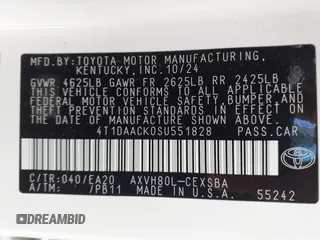 MFD.BY:TOYOTA MOTOR MANUFACTURING,
KENTUCKY,INC.10/24
GVWR 4625LB GAWR FR 2625LB RR 2425LB
THIS VEHICLE CONFORMS TO ALL APPLICABLE
FEDERAL MOTOR VEHICLE SAFETY, BUMPER, AND
THEFT PREVENTION STANDARDS IN EFFECT ON
THE DATE OF MANUFACTURE SHOWN ABOVE.
4T1DAACK0SU551828 PASS.CAR
C/TR:040/EA20 AXVH80L-CEXSBA
A/TM: /PB11 MADE IN U.S.A. 55242
TOYOTA
DREAMBID